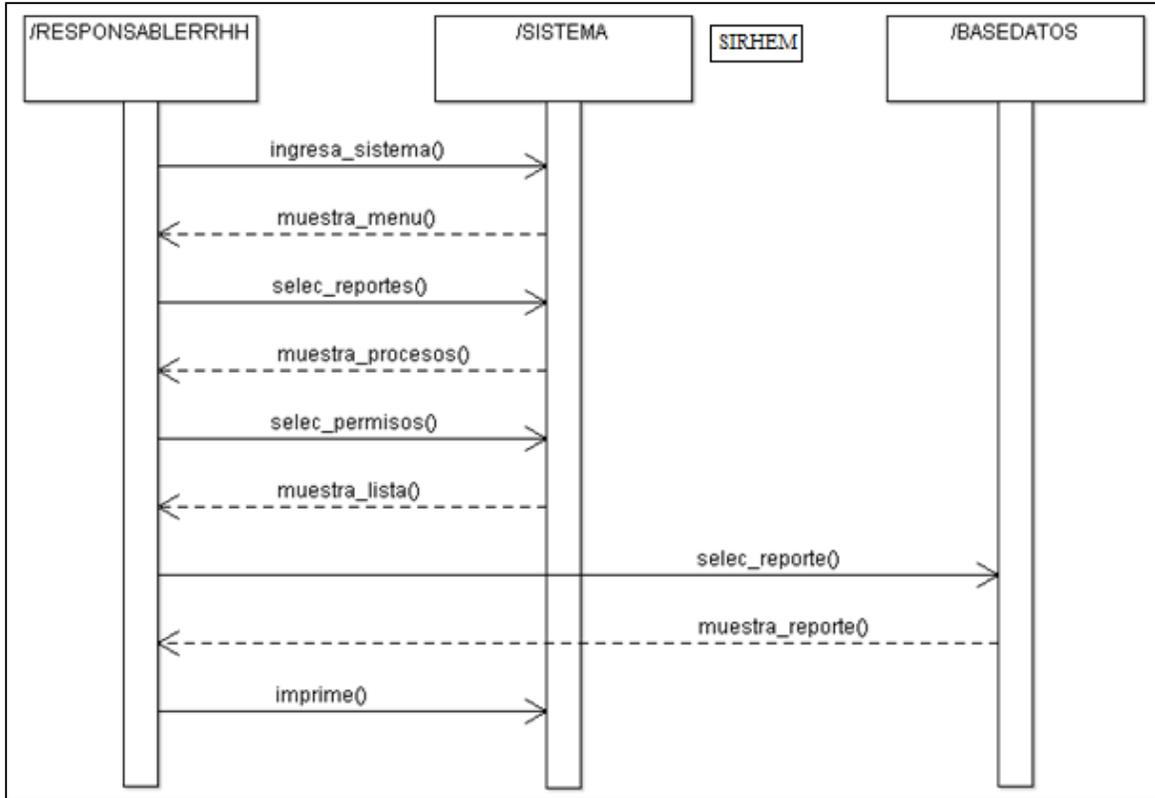 /RESPONSABLERRHH
/SISTEMA
SIRHEM
/BASEDATOS
ingresa_sistema()
muestra_menu()
selec_reportes()
muestra_procesos()
selec_permisos()
muestra_lista()
selec_reporte()
muestra_reporte()
imprime()